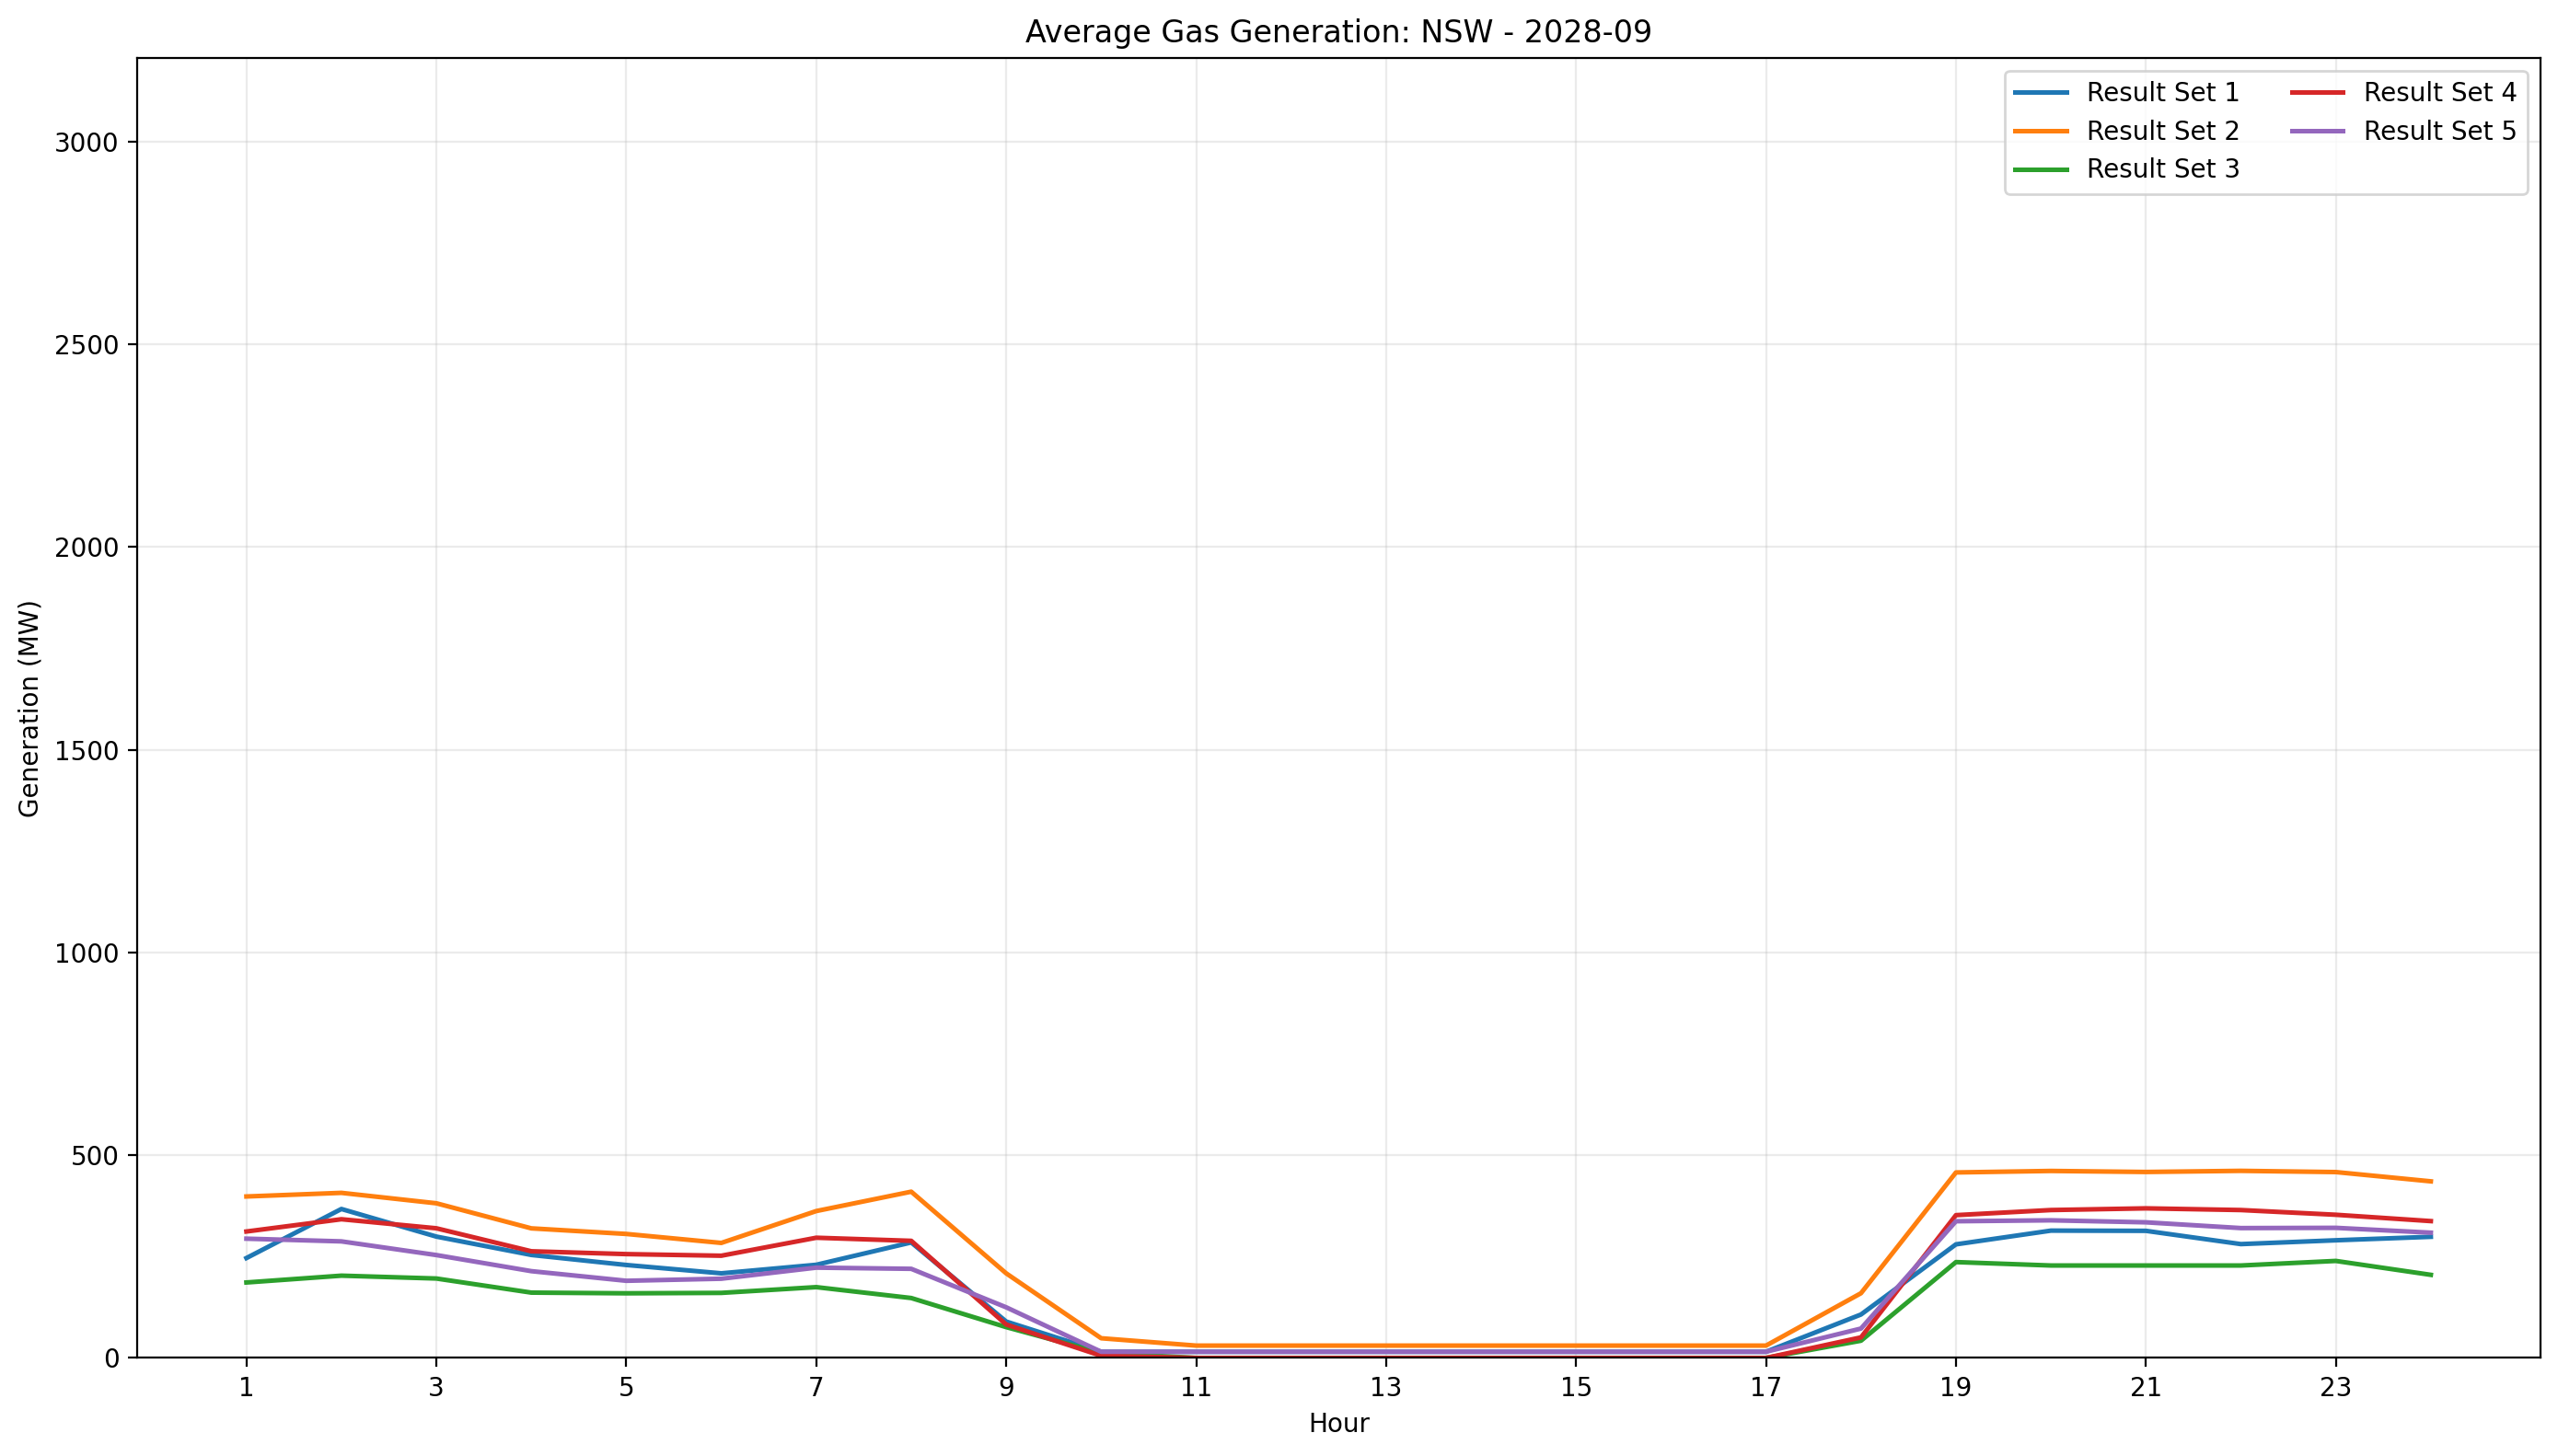 Average Gas Generation: NSW - 2028-09
Result Set 1
Result Set 2
Result Set 3
Result Set 4
Result Set 5
Generation (MW)
3000
2500
2000
1500
1000
500
0
1 3 5 7 9 11 13 15 17 19 21 23
Hour